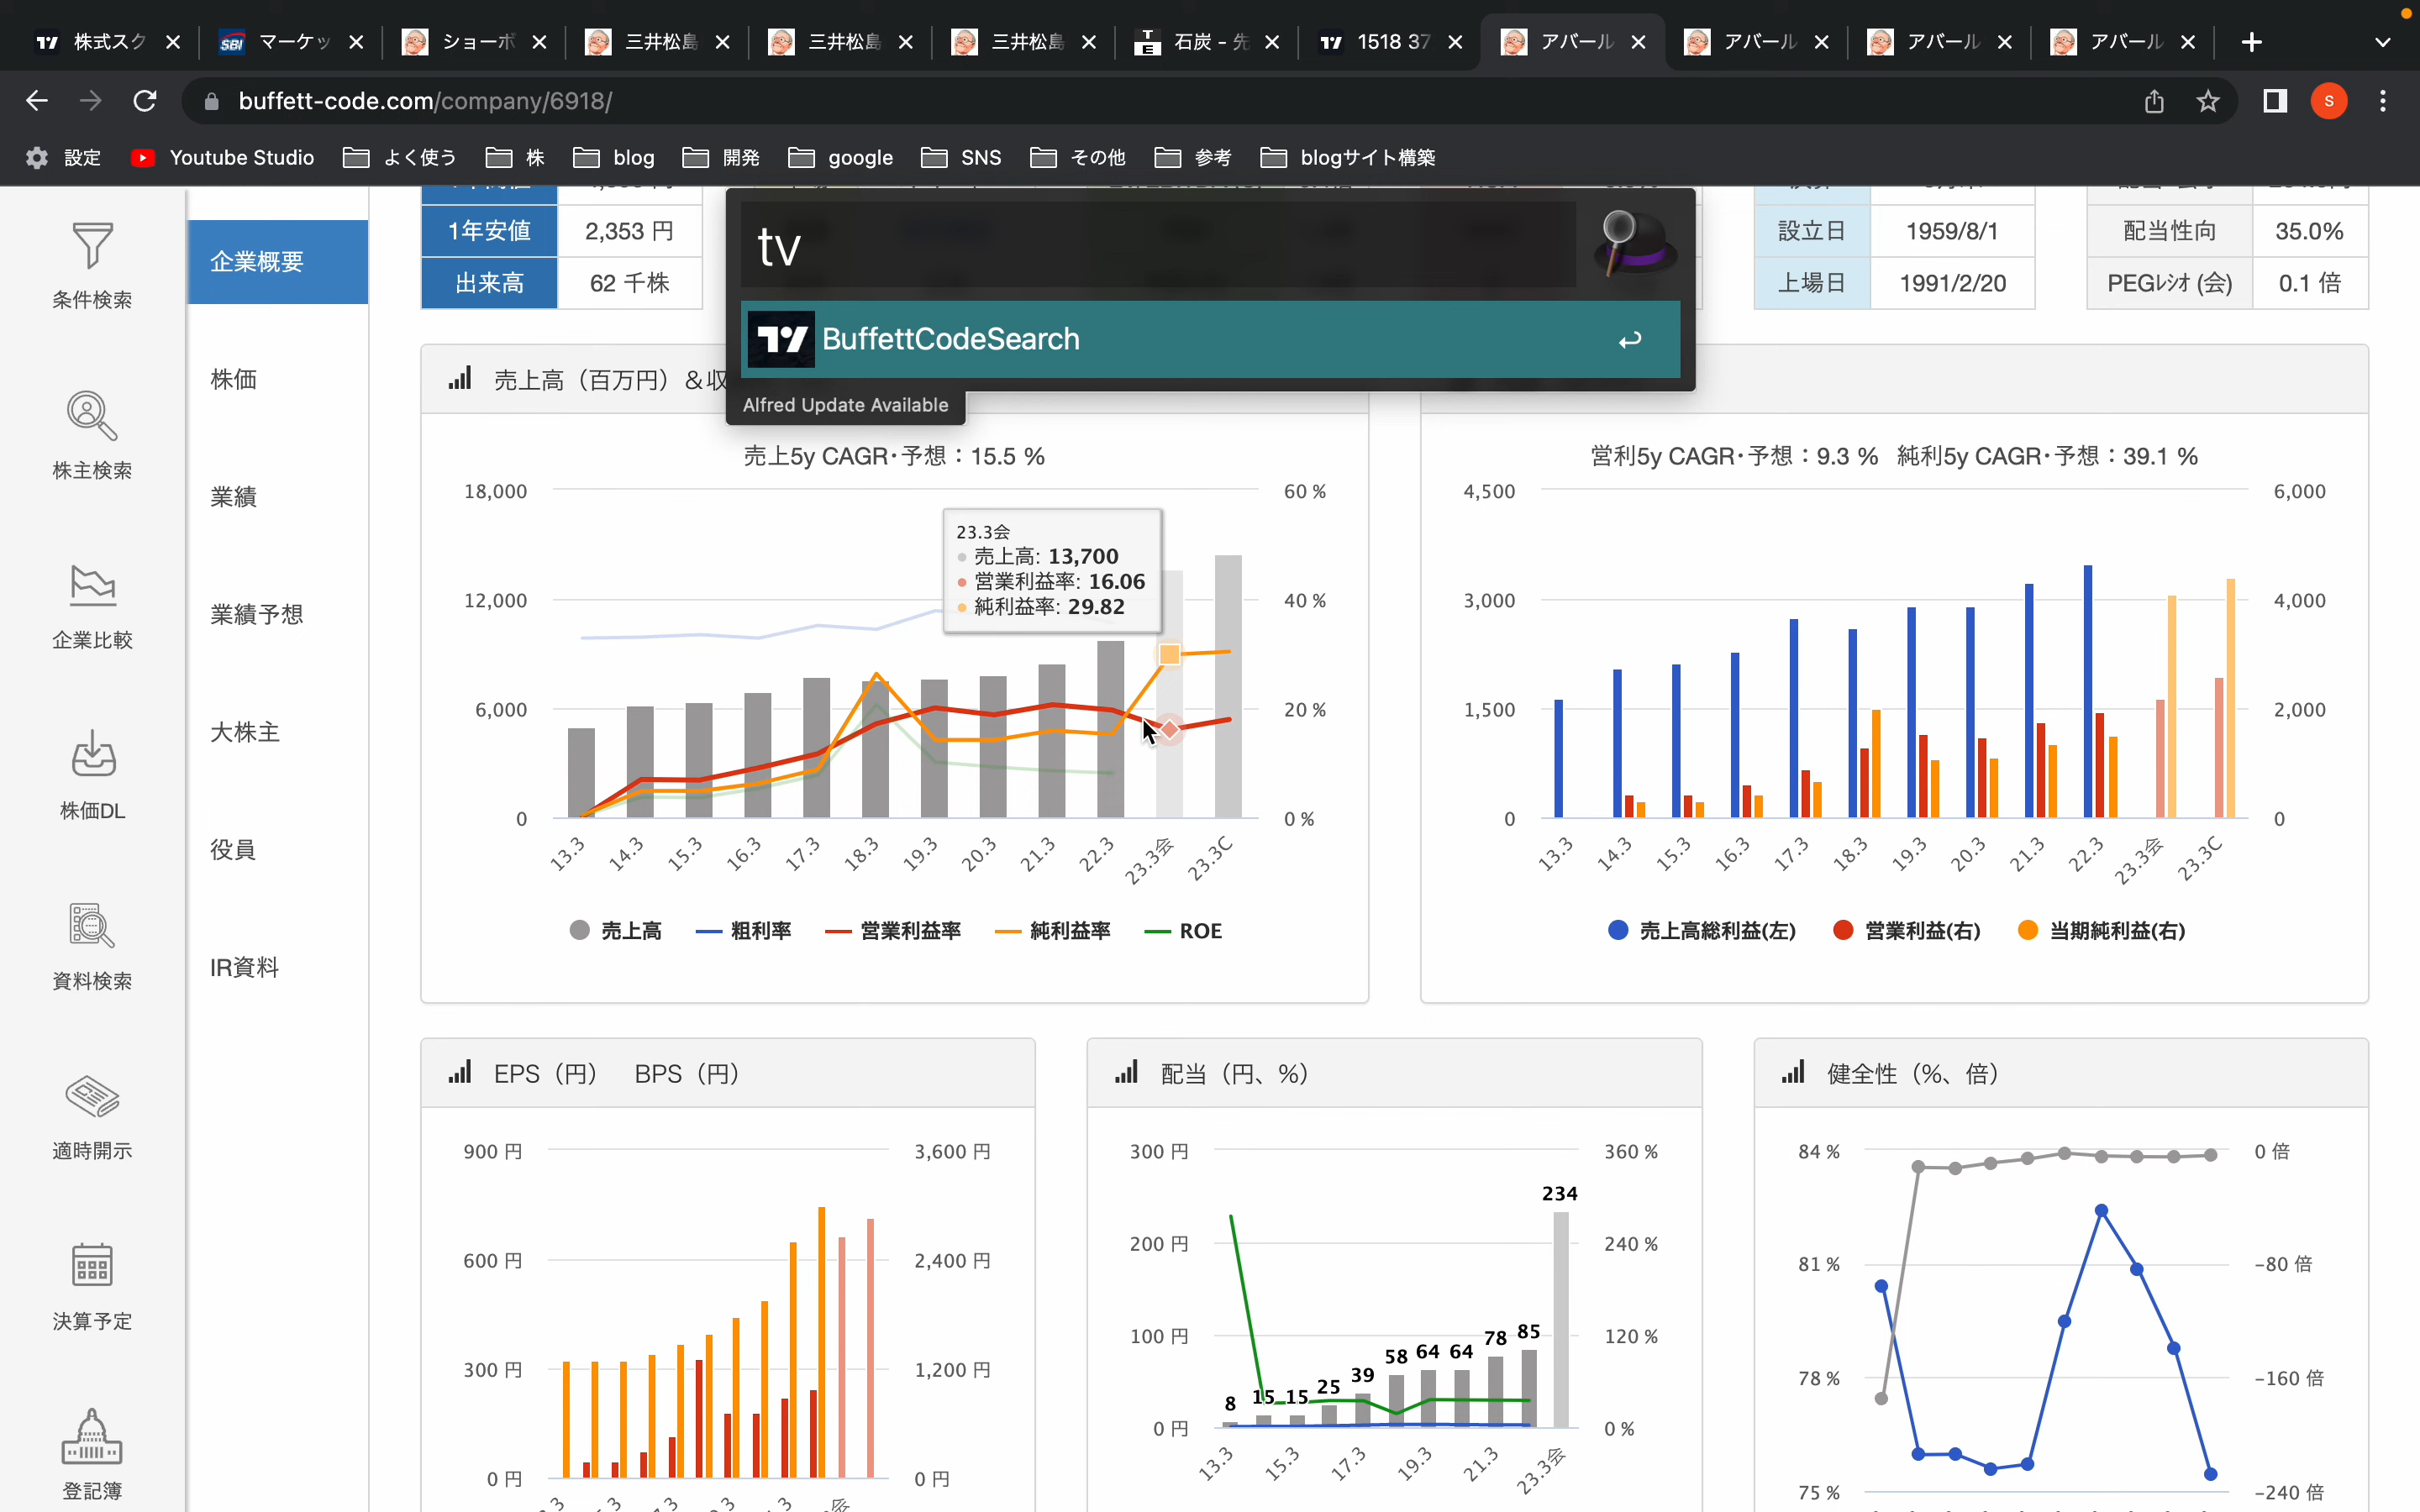 株式スク
マーケッ
ショーボ
三井松島
三井松島
三井松島
石炭 - 先
1518 37
アバール
アバール
アバール
アバール
buffett-code.com/company/6918/
S
設定
Youtube Studio
よく使う
株
blog
開発
google
SNS
その他
参考
blogサイト構築
条件検索
株主検索
企業比較
株価DL
資料検索
適時開示
決算予定
登記簿
企業概要
株価
業績
業績予想
大株主
役員
IR資料
1年安値 2,353 円
出来高 62 千株
設立日 1959/8/1
上場日 1991/2/20
配当性向 35.0%
PEGﾚｼｵ (会) 0.1 倍
tv
BuffettCodeSearch
Alfred Update Available
売上高（百万円）＆収
売上5y CAGR･予想：15.5 %
18,000
12,000
6,000
0
60 %
40 %
20 %
0 %
23.3会
売上高: 13,700
営業利益率: 16.06
純利益率: 29.82
13.3 14.3 15.3 16.3 17.3 18.3 19.3 20.3 21.3 22.3 23.3会 23.3C
売上高 粗利率 営業利益率 純利益率 ROE
営利5y CAGR･予想：9.3 % 純利5y CAGR･予想：39.1 %
4,500
3,000
1,500
0
6,000
4,000
2,000
0
13.3 14.3 15.3 16.3 17.3 18.3 19.3 20.3 21.3 22.3 23.3会 23.3C
売上高総利益(左) 営業利益(右) 当期純利益(右)
EPS（円） BPS（円）
900 円
600 円
300 円
0 円
3,600 円
2,400 円
1,200 円
0 円
配当（円、%）
300 円
200 円
100 円
0 円
360 %
240 %
120 %
0 %
8 15 15 25 39 58 64 64 78 85 234
13.3 15.3 17.3 19.3 21.3 23.3会
健全性（%、倍）
84 %
81 %
78 %
75 %
0 倍
-80 倍
-160 倍
-240 倍